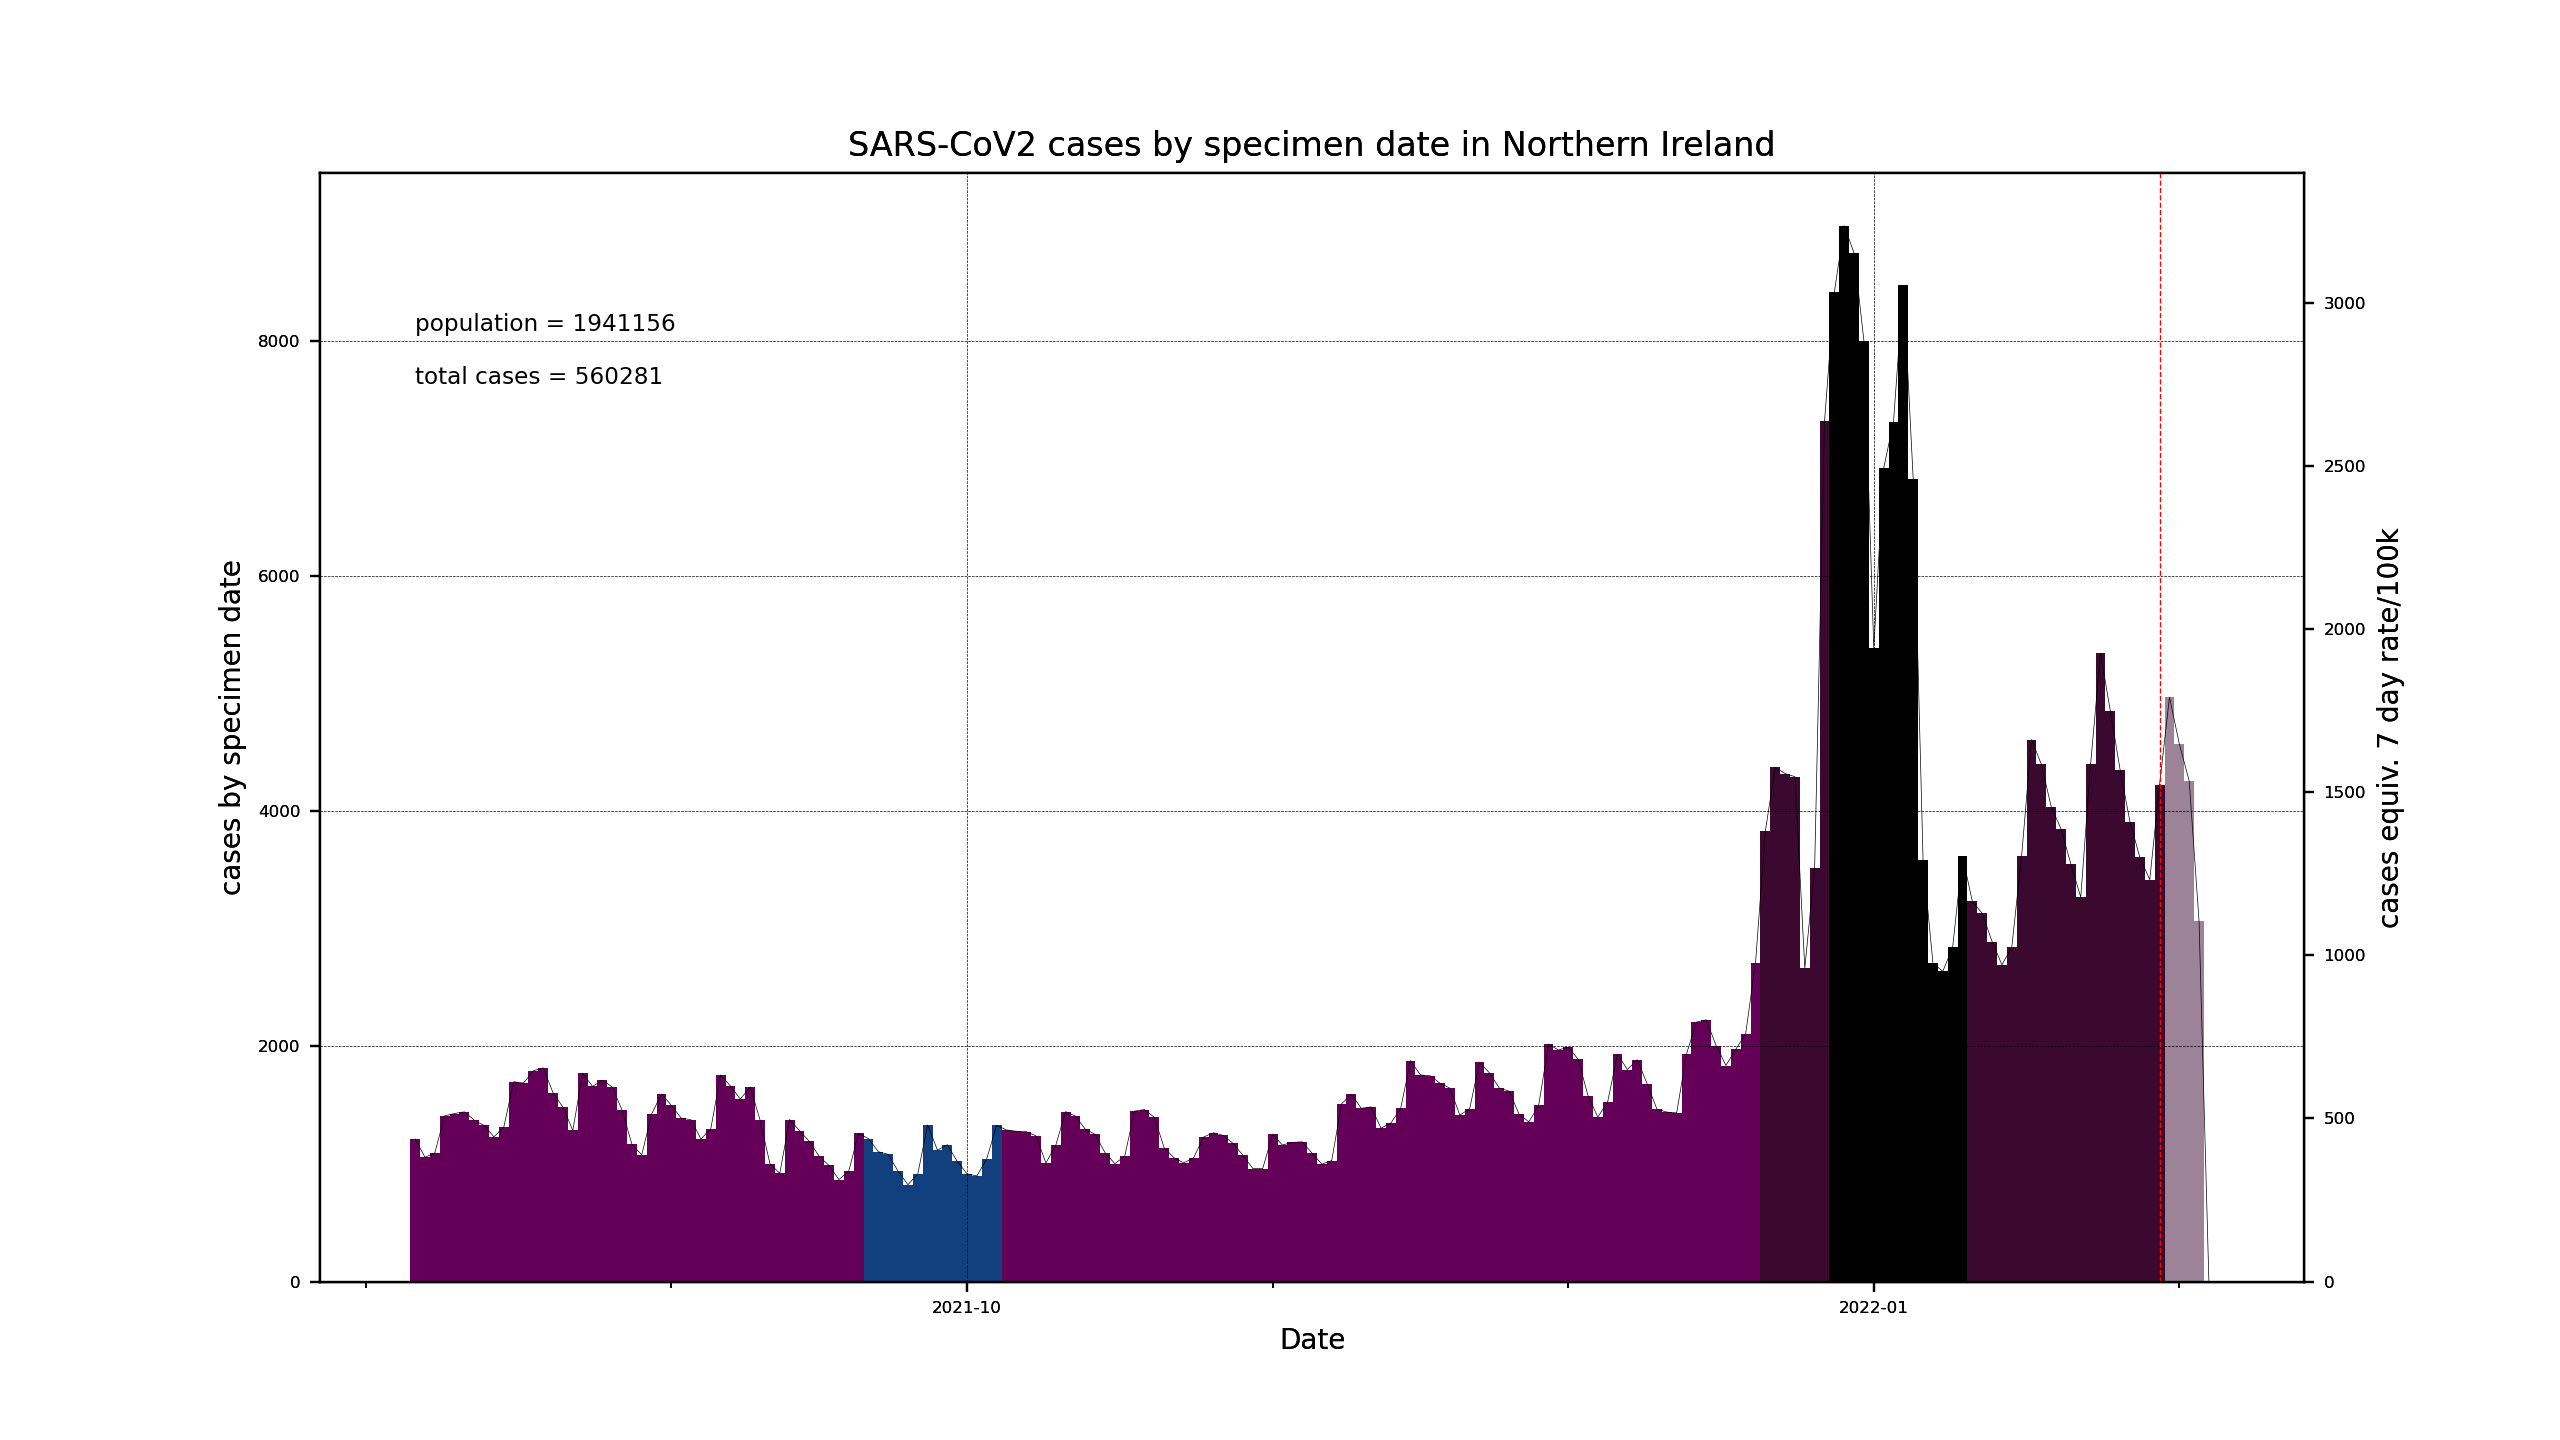 SARS-CoV2 cases by specimen date in Northern Ireland
population = 1941156
total cases = 560281
cases by specimen date
8000
6000
4000
2000
0
3000
2500
2000
1500
1000
500
0
cases equiv. 7 day rate/100k
2021-10
2022-01
Date